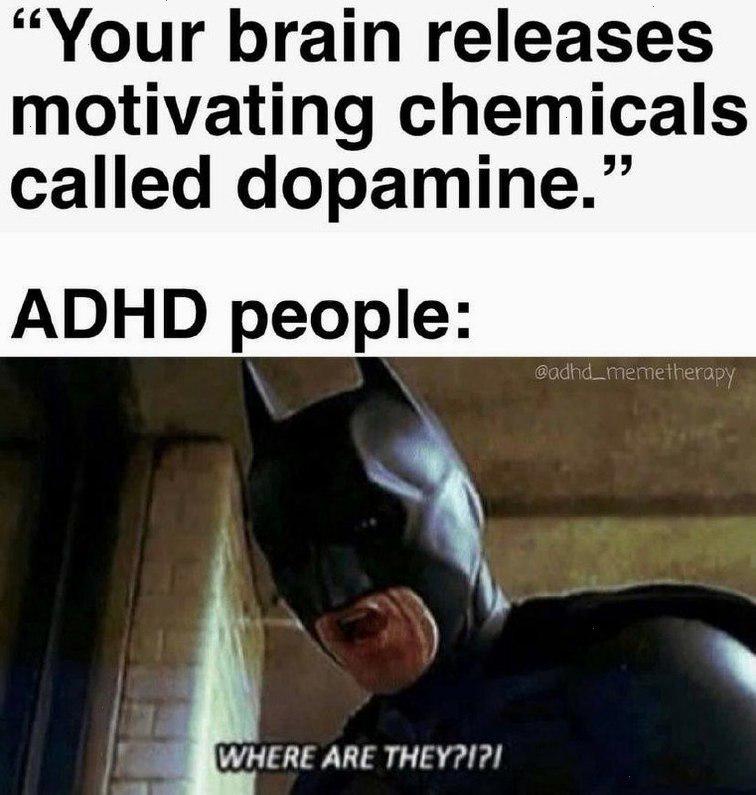 “Your brain releases
motivating chemicals
called dopamine.”
ADHD people:
@adhd_memetherapy
WHERE ARE THEY?!?!